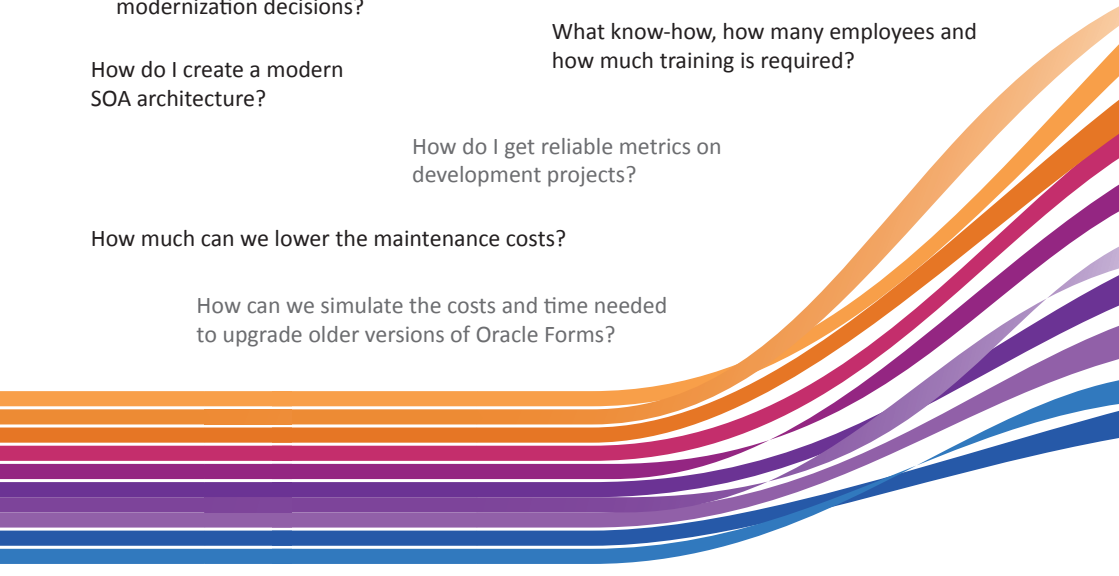 modernization decisions?
What know-how, how many employees and
how much training is required?
How do I create a modern
SOA architecture?
How do I get reliable metrics on
development projects?
How much can we lower the maintenance costs?
How can we simulate the costs and time needed
to upgrade older versions of Oracle Forms?